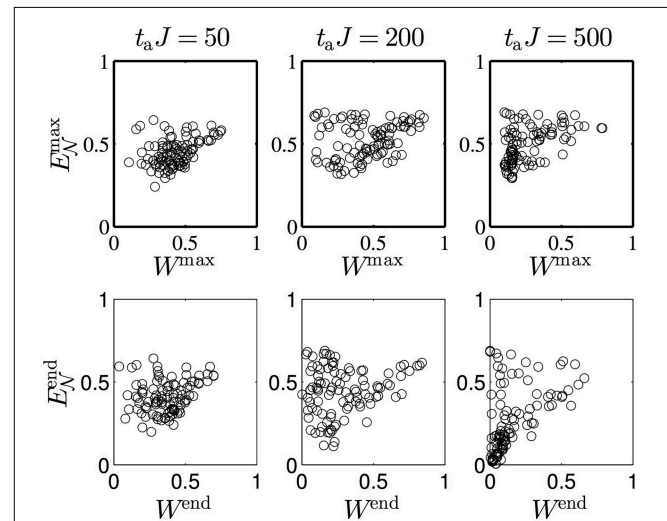 t_a J = 50 t_a J = 200 t_a J = 500
1 1 1
E_𝒩^max 0.5 0.5 0.5
0 0 0
0 0.5 1 0 0.5 1 0 0.5 1
W^max W^max W^max
1 1 1
E_𝒩^end 0.5 0.5 0.5
0 0 0
0 0.5 1 0 0.5 1 0 0.5 1
W^end W^end W^end